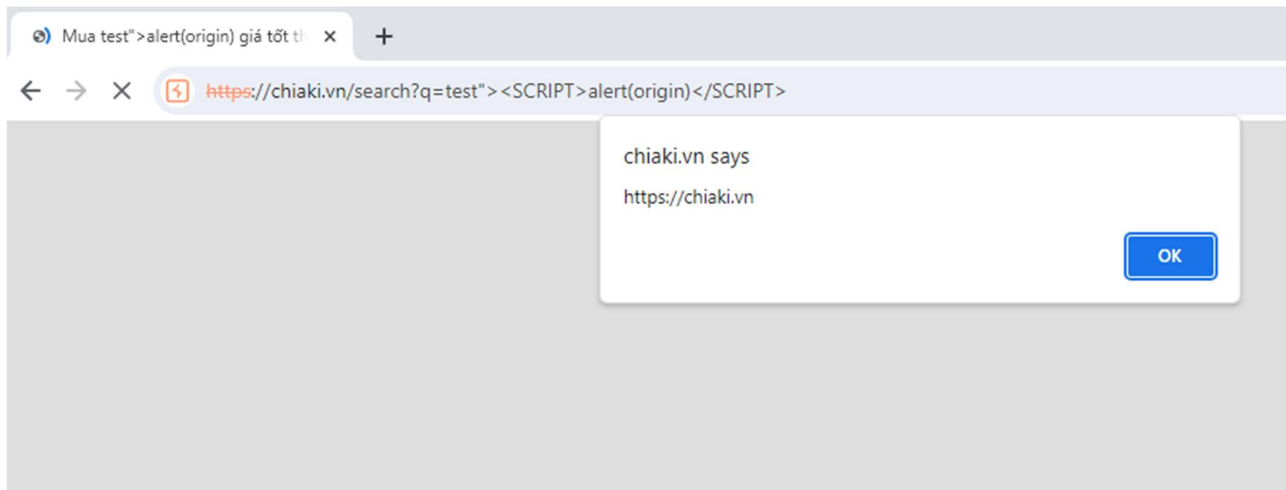 Mua test">alert(origin) giá tốt th
https://chiaki.vn/search?q=test"><SCRIPT>alert(origin)</SCRIPT>
chiaki.vn says
https://chiaki.vn
OK